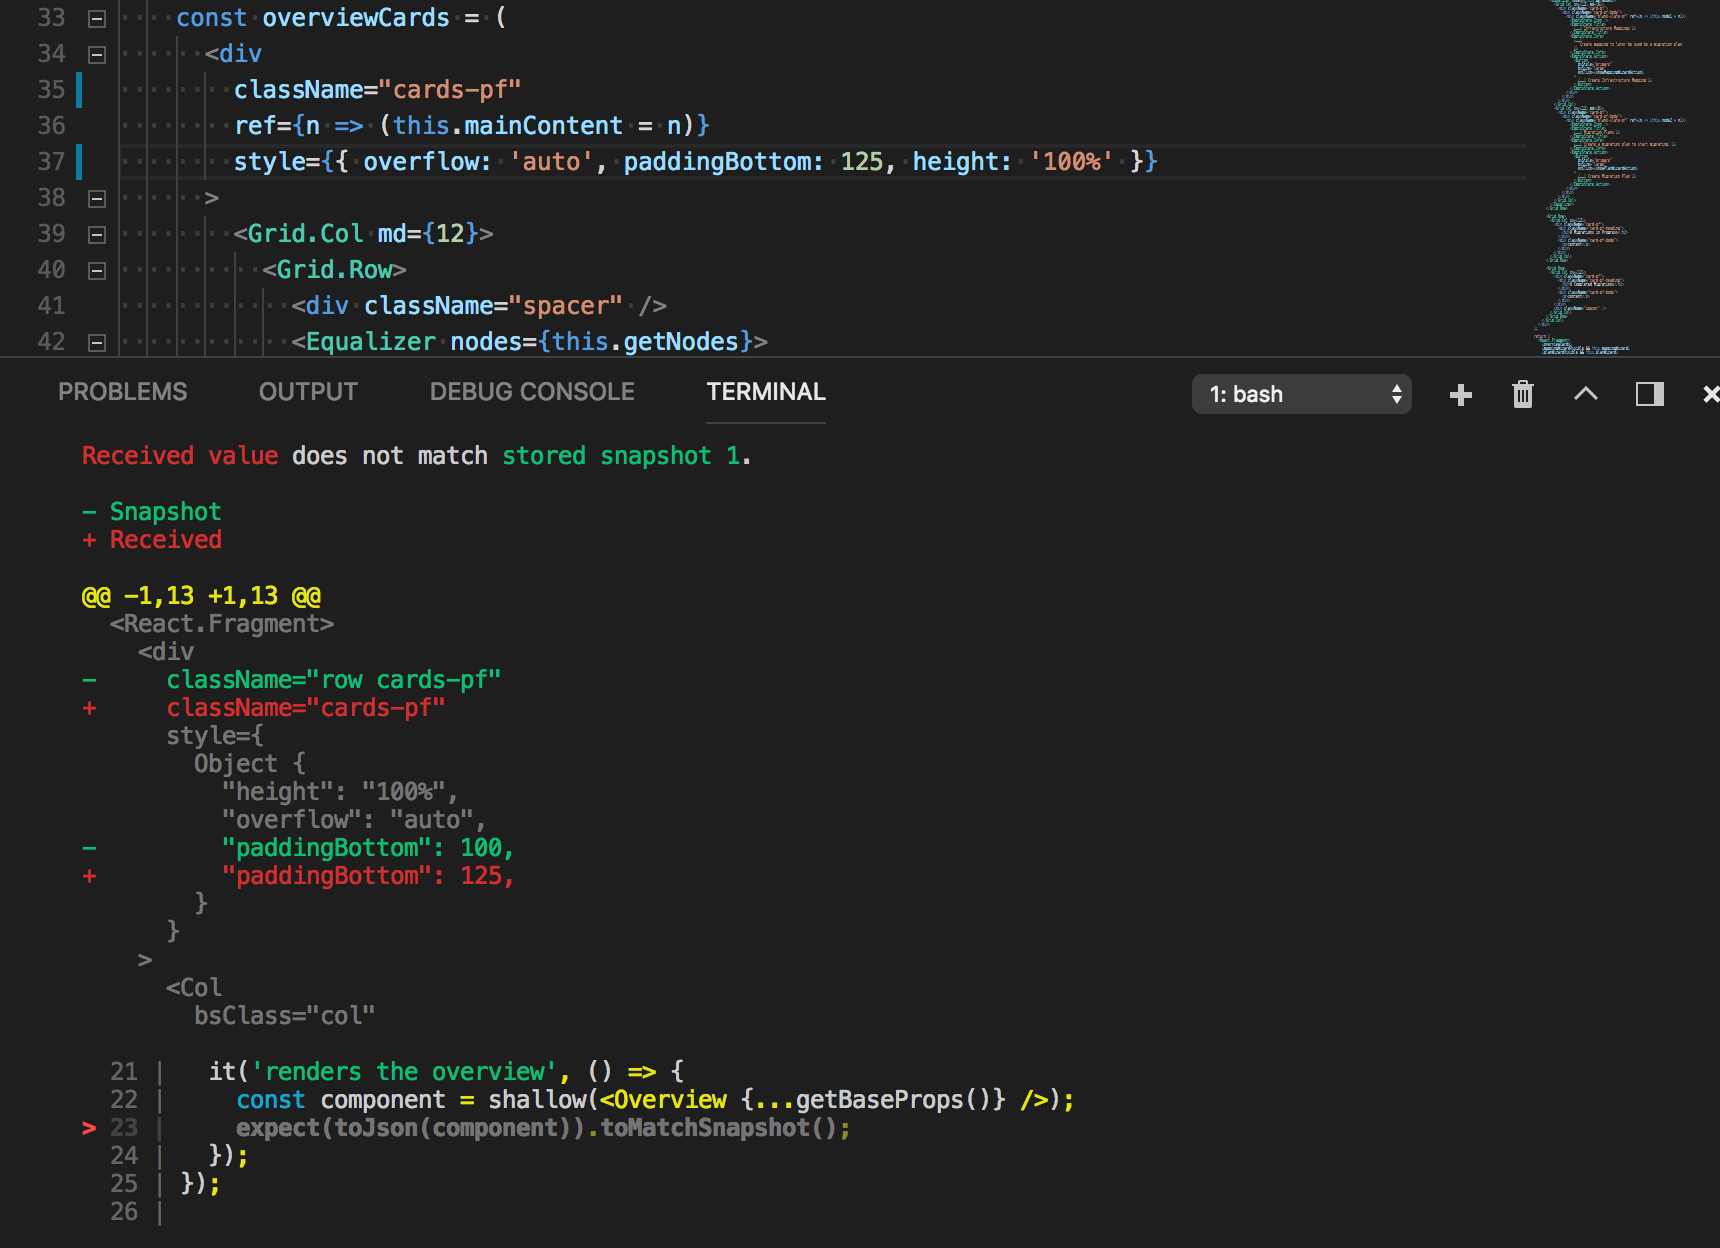 33 const overviewCards = (
34 <div
35 className="cards-pf"
36 ref={n => (this.mainContent = n)}
37 style={{ overflow: 'auto', paddingBottom: 125, height: '100%' }}
38 >
39 <Grid.Col md={12}>
40 <Grid.Row>
41 <div className="spacer" />
42 <Equalizer nodes={this.getNodes}>
PROBLEMS OUTPUT DEBUG CONSOLE TERMINAL 1: bash
Received value does not match stored snapshot 1.
- Snapshot
+ Received
@@ -1,13 +1,13 @@
<React.Fragment>
<div
- className="row cards-pf"
+ className="cards-pf"
style={
Object {
"height": "100%",
"overflow": "auto",
- "paddingBottom": 100,
+ "paddingBottom": 125,
}
}
>
<Col
bsClass="col"
21 | it('renders the overview', () => {
22 | const component = shallow(<Overview {...getBaseProps()} />);
> 23 | expect(toJson(component)).toMatchSnapshot();
24 | });
25 | });
26 |